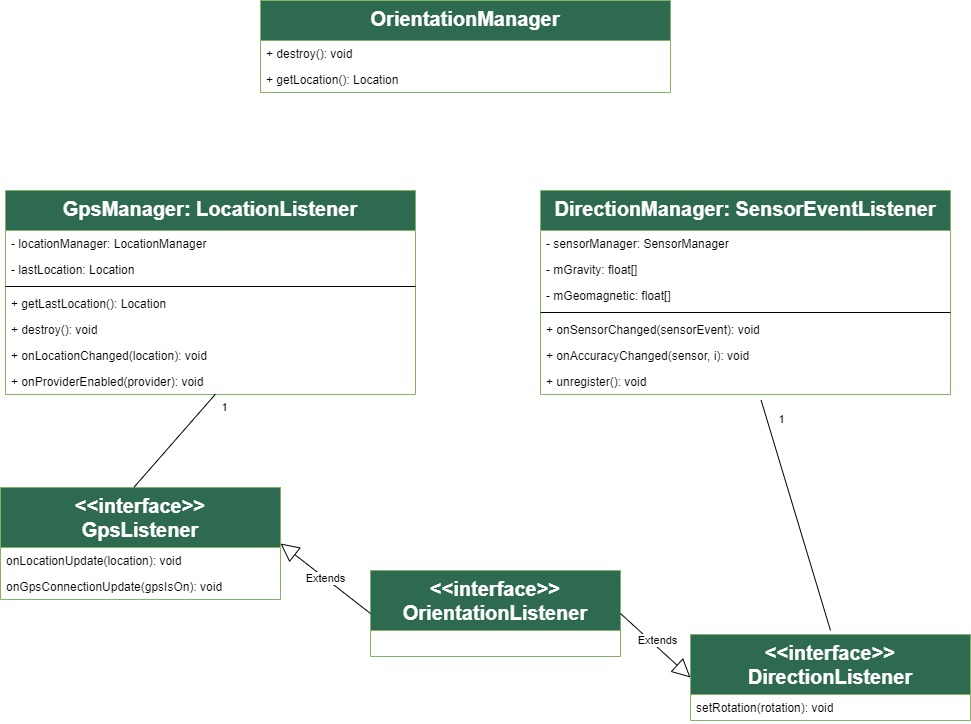 OrientationManager
+ destroy(): void
+ getLocation(): Location
GpsManager: LocationListener
- locationManager: LocationManager
- lastLocation: Location
+ getLastLocation(): Location
+ destroy(): void
+ onLocationChanged(location): void
+ onProviderEnabled(provider): void
DirectionManager: SensorEventListener
- sensorManager: SensorManager
- mGravity: float[]
- mGeomagnetic: float[]
+ onSensorChanged(sensorEvent): void
+ onAccuracyChanged(sensor, i): void
+ unregister(): void
1
1
<<interface>>
GpsListener
onLocationUpdate(location): void
onGpsConnectionUpdate(gpsIsOn): void
Extends
<<interface>>
OrientationListener
Extends
<<interface>>
DirectionListener
setRotation(rotation): void